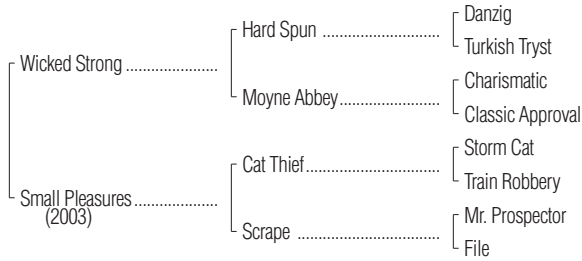 Danzig
Hard Spun ........................
Turkish Tryst
Wicked Strong ...................
Charismatic
Moyne Abbey....................
Classic Approval
Storm Cat
Cat Thief...........................
Train Robbery
Small Pleasures .................
(2003)
Mr. Prospector
Scrape .............................
File